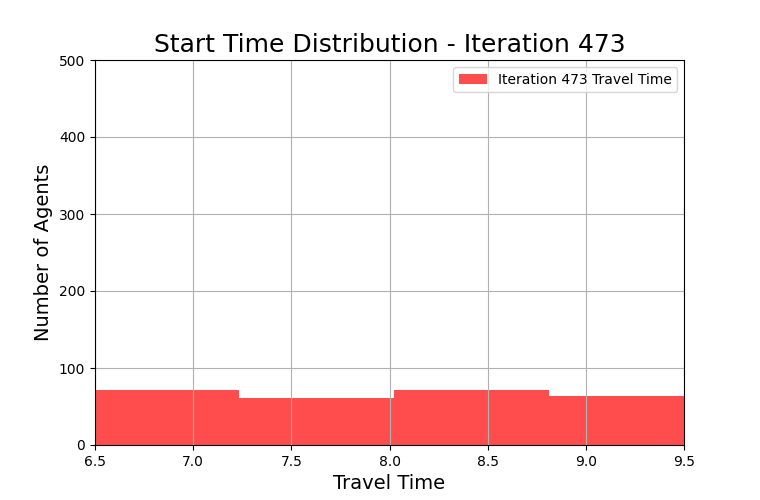 Start Time Distribution - Iteration 473
500
Iteration 473 Travel Time
400
300
200
100
0
Number of Agents
6.5 7.0 7.5 8.0 8.5 9.0 9.5
Travel Time